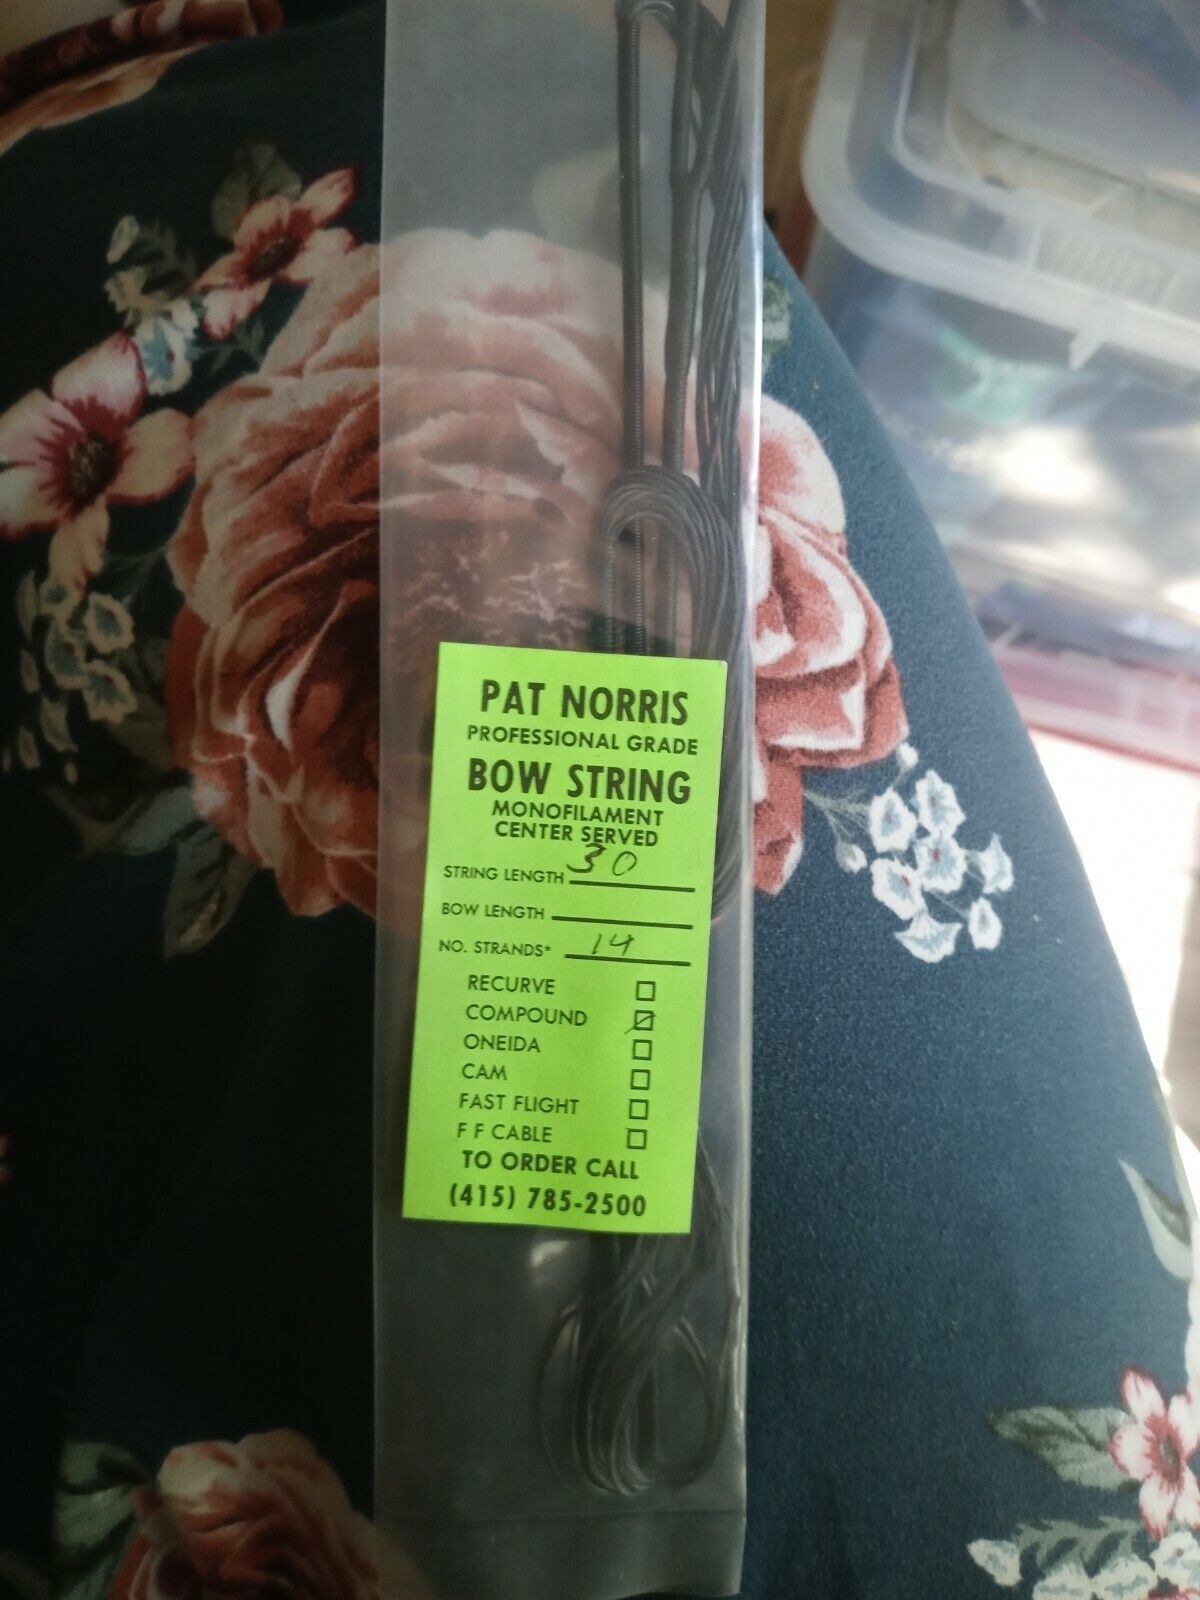 PAT NORRIS
PROFESSIONAL GRADE
BOW STRING
MONOFILAMENT
CENTER SERVED
STRING LENGTH 30
BOW LENGTH
NO. STRANDS* 14
RECURVE
COMPOUND
ONEIDA
CAM
FAST FLIGHT
F F CABLE
TO ORDER CALL
(415) 785-2500